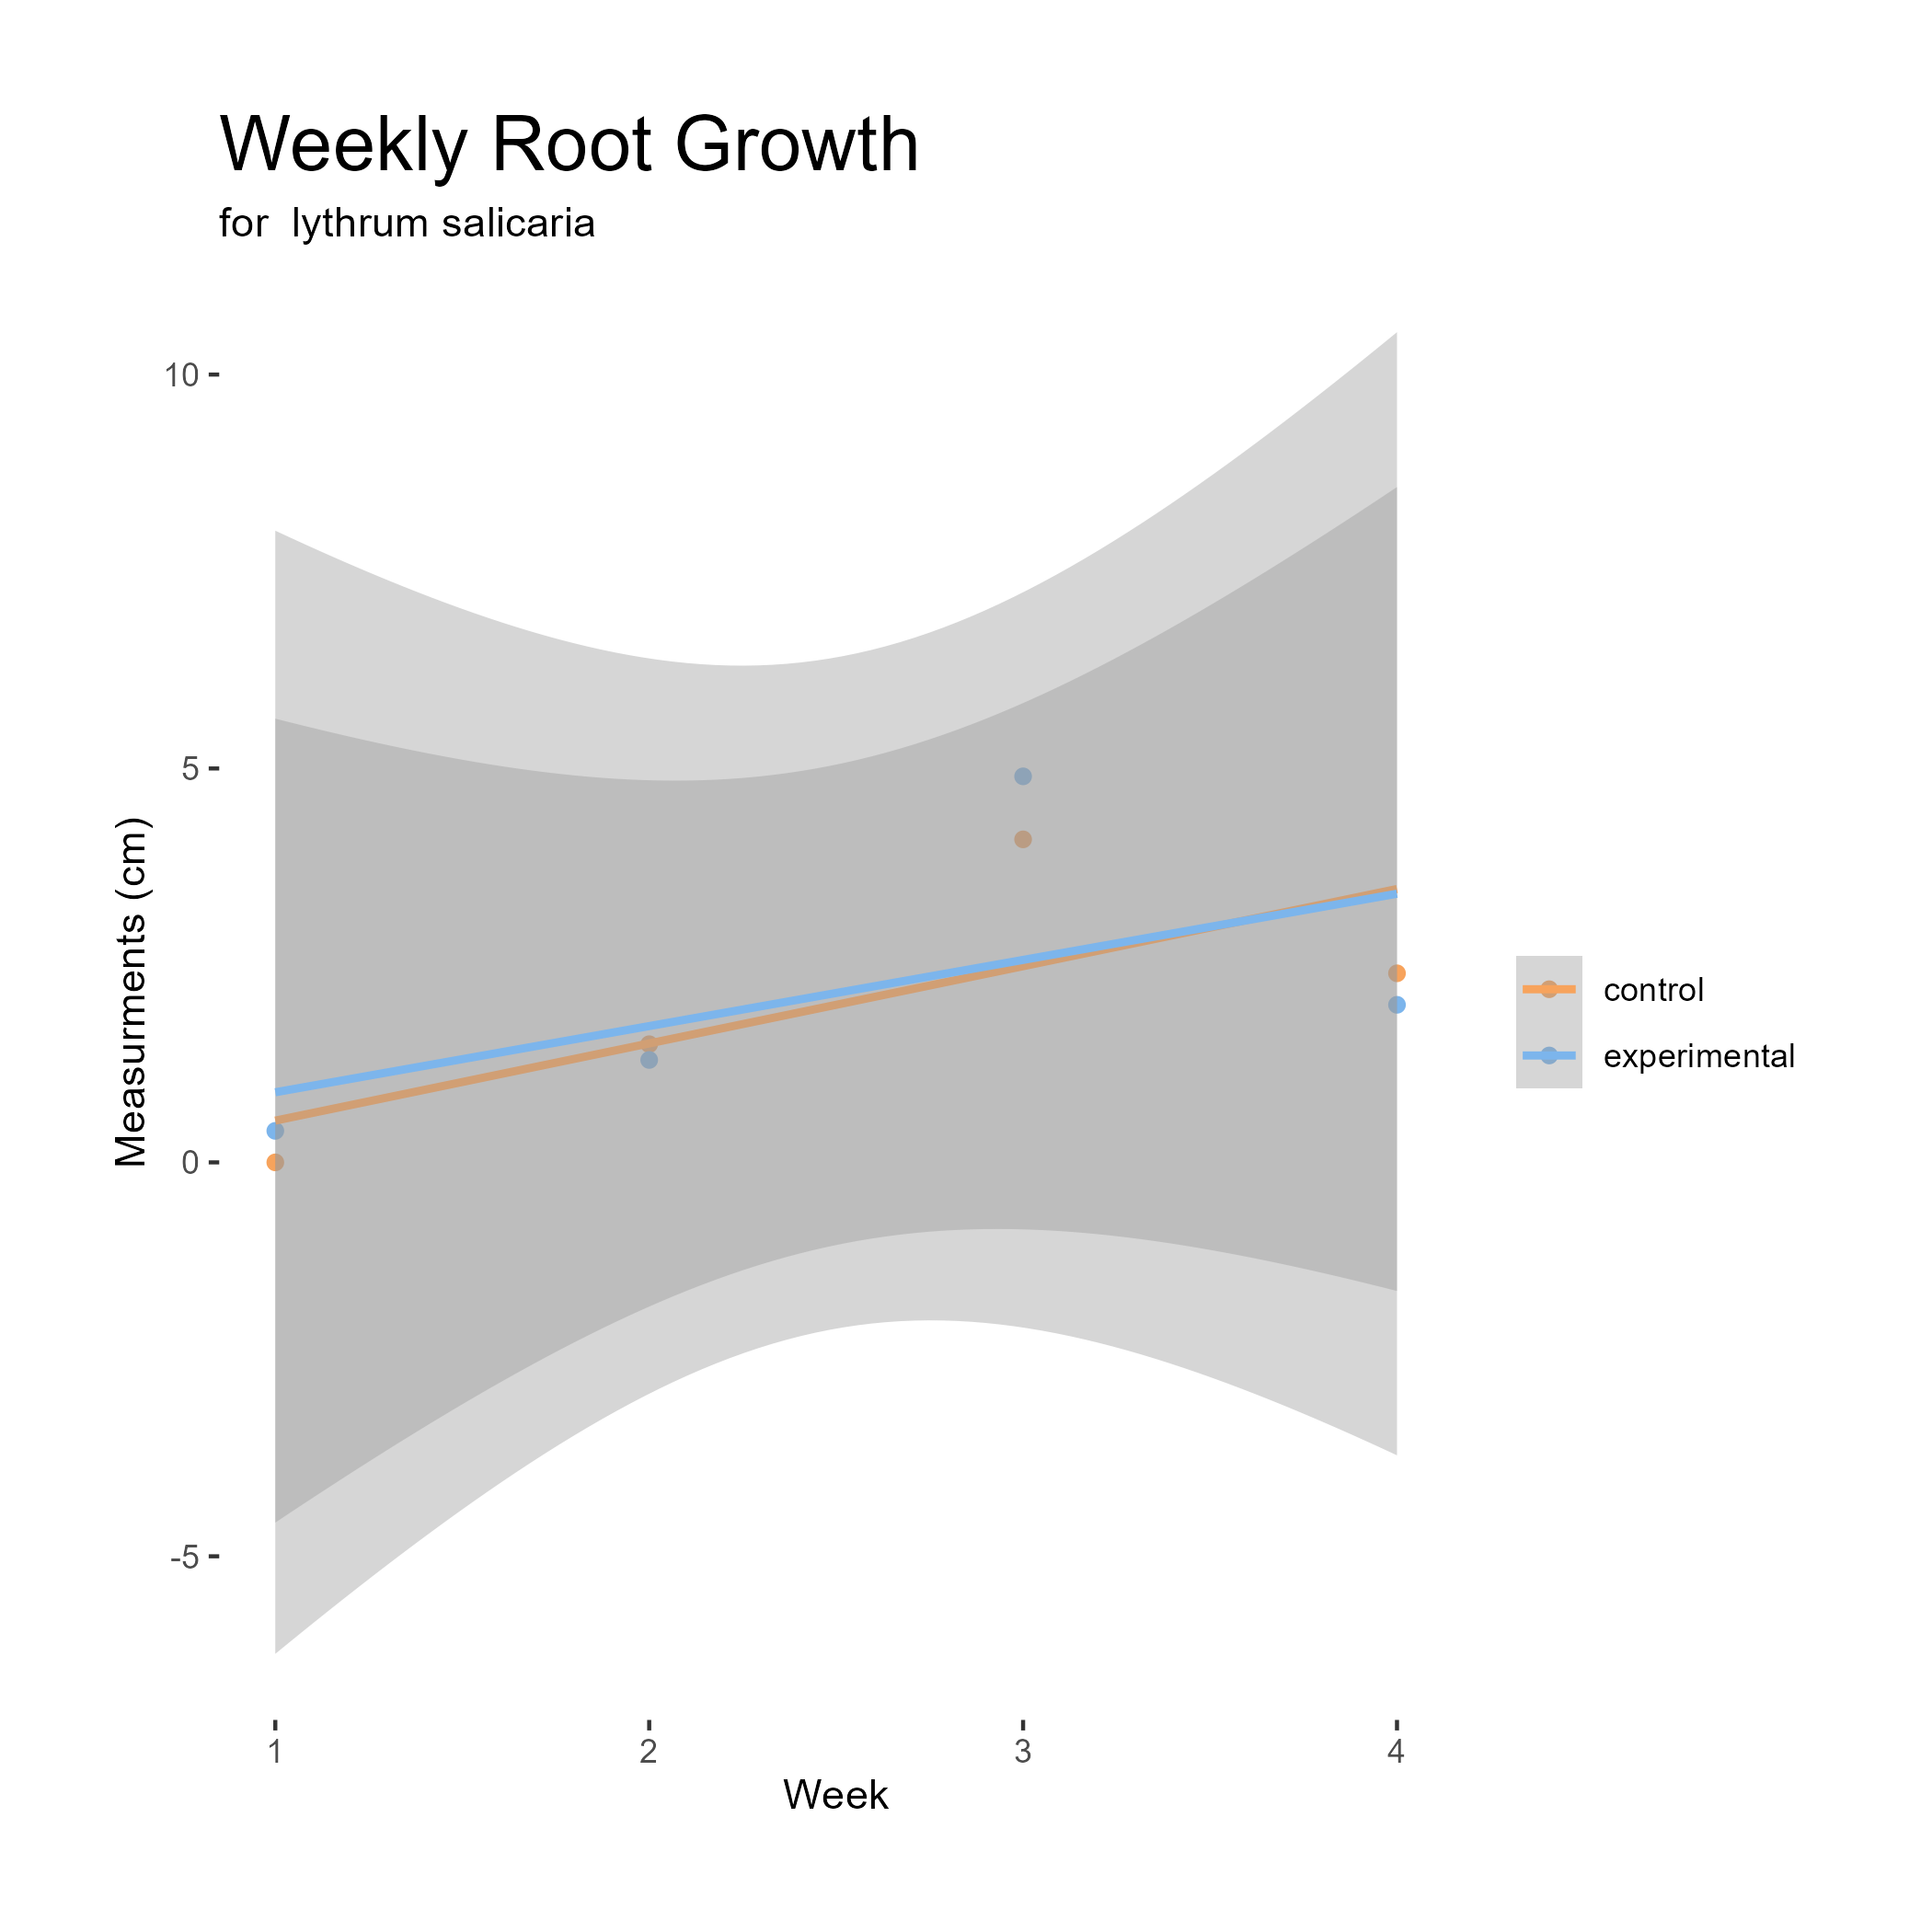 Weekly Root Growth
for  lythrum salicaria
10
5
0
-5
Measurments (cm)
1 2 3 4
Week
control
experimental